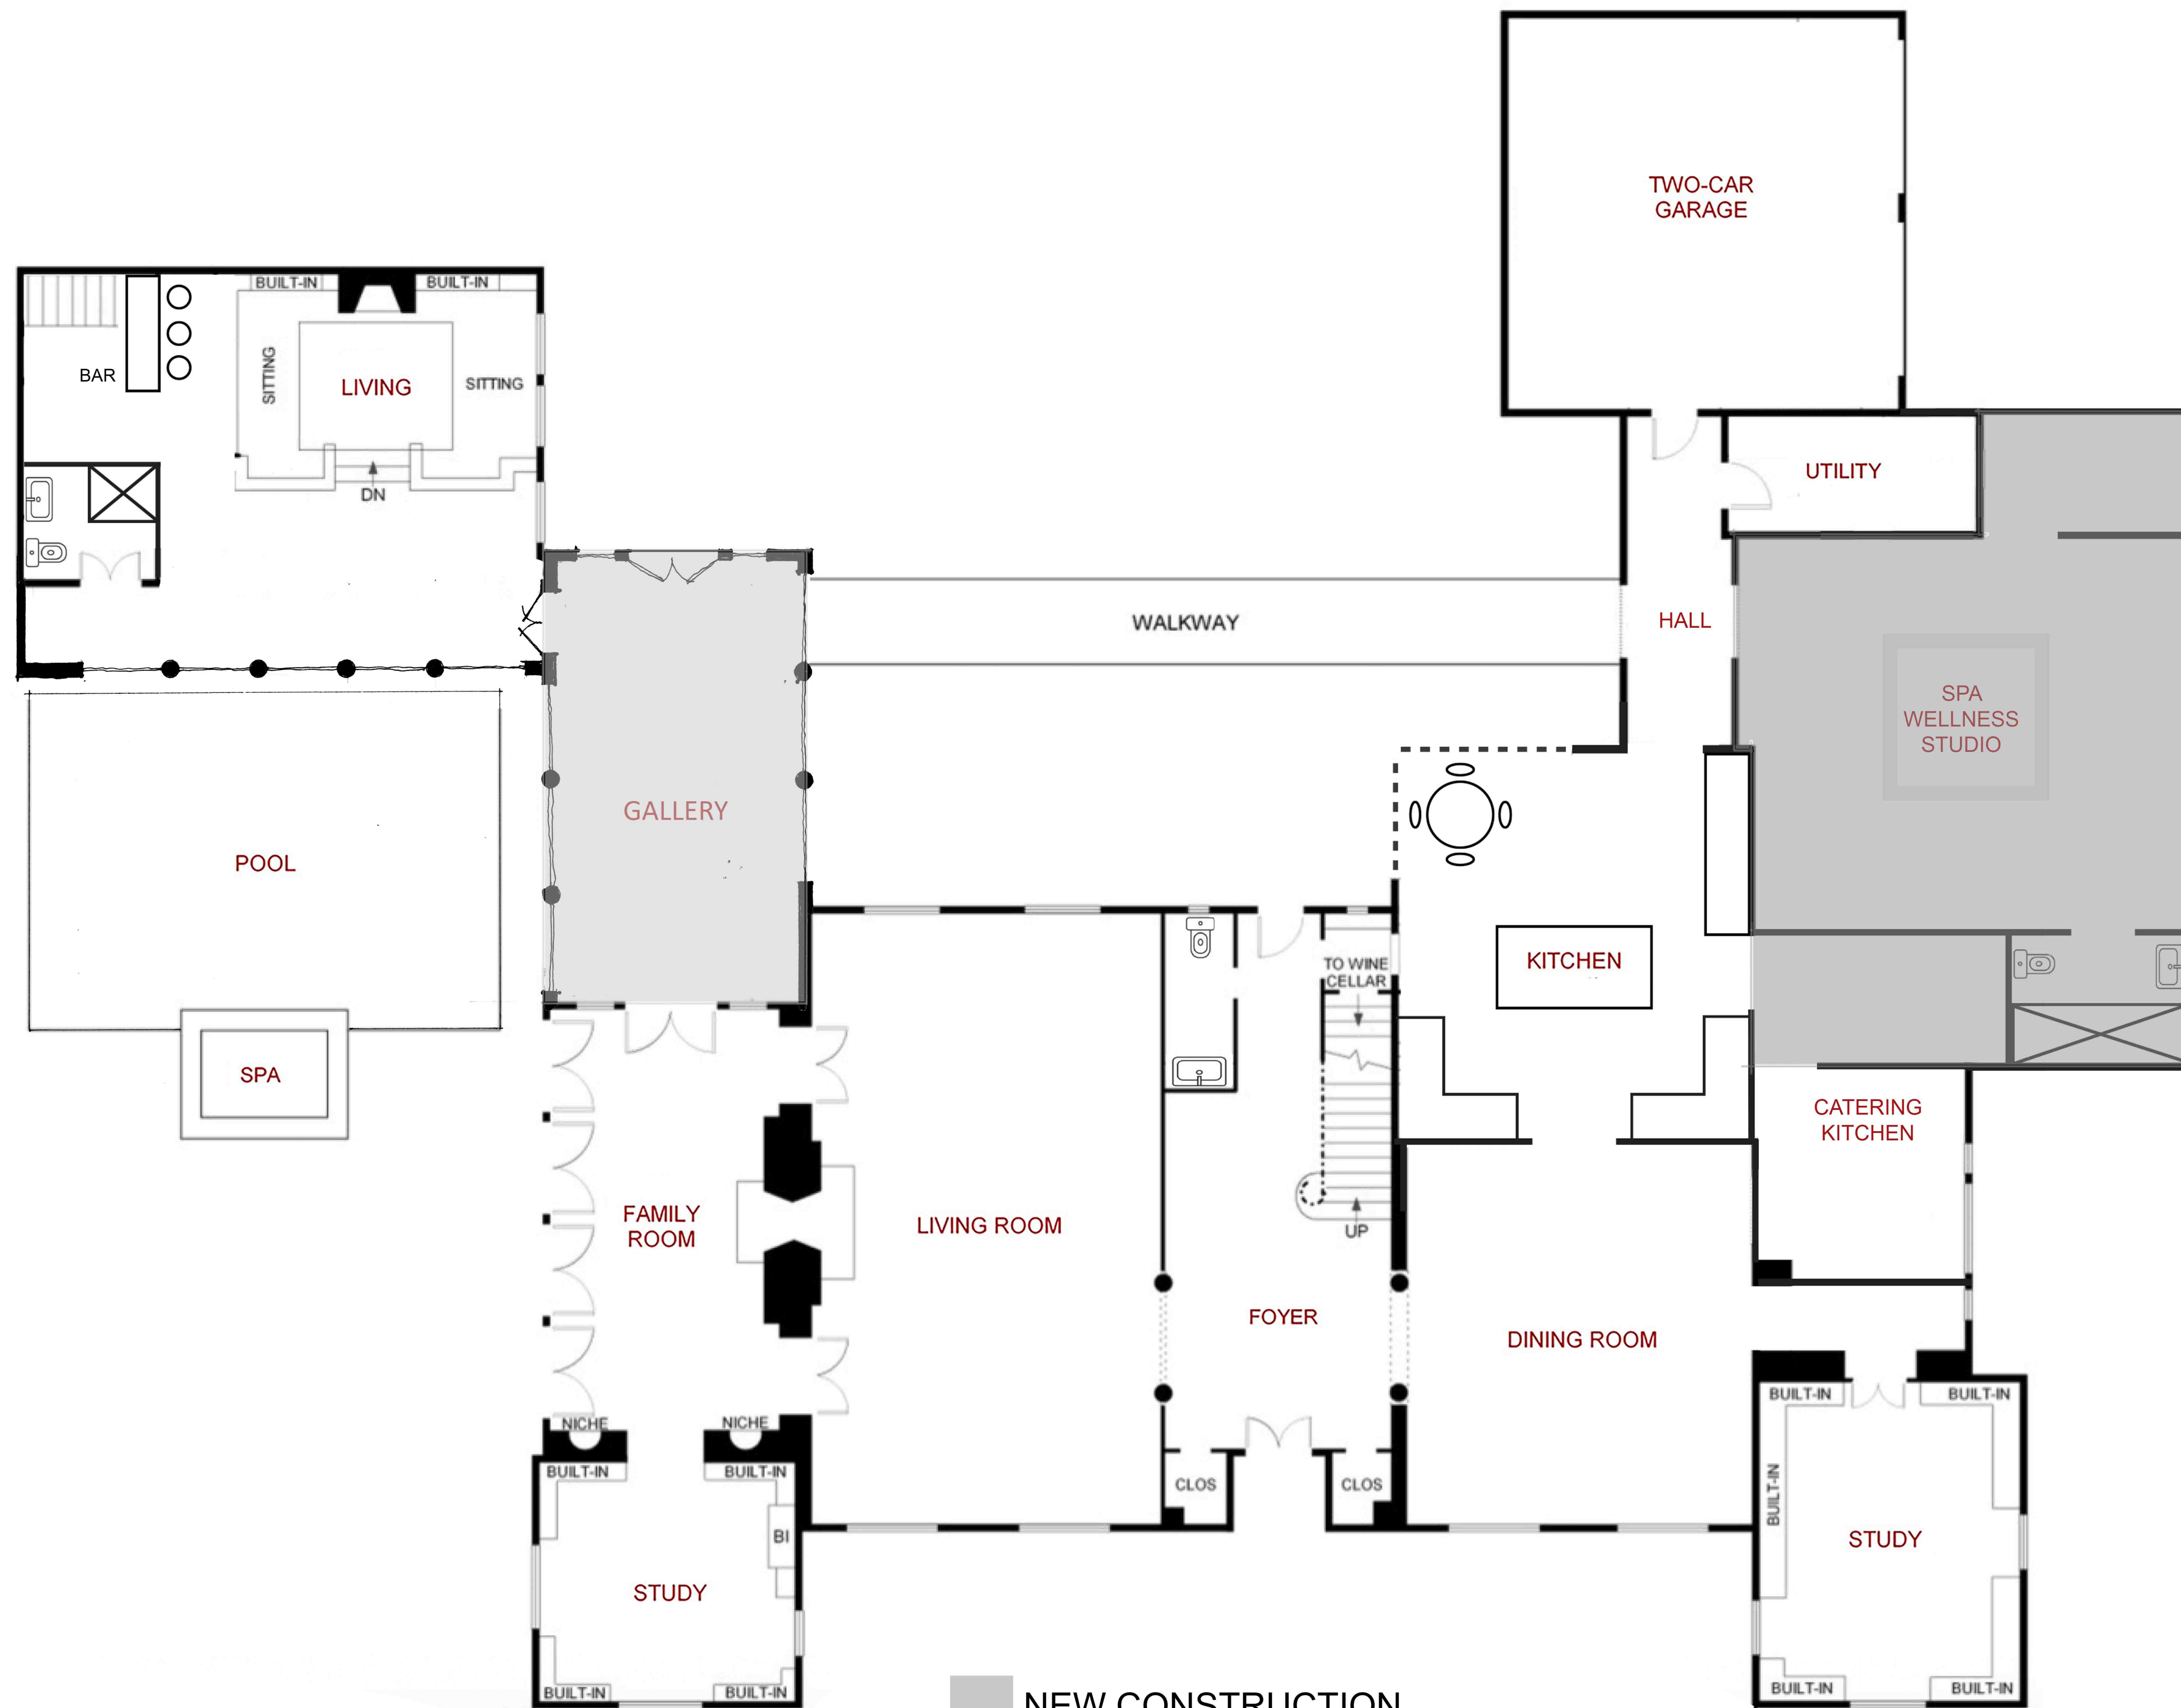 TWO-CAR
GARAGE
BUILT-IN
BUILT-IN
SITTING
LIVING
SITTING
BAR
DN
UTILITY
WALKWAY
HALL
SPA
WELLNESS
STUDIO
GALLERY
POOL
KITCHEN
TO WINE
CELLAR
SPA
CATERING
KITCHEN
FAMILY
ROOM
LIVING ROOM
UP
FOYER
DINING ROOM
NICHE
NICHE
BUILT-IN
BUILT-IN
BUILT-IN
BUILT-IN
CLOS
CLOS
BUILT-IN
BI
STUDY
STUDY
BUILT-IN
BUILT-IN
BUILT-IN
BUILT-IN
NEW CONSTRUCTION